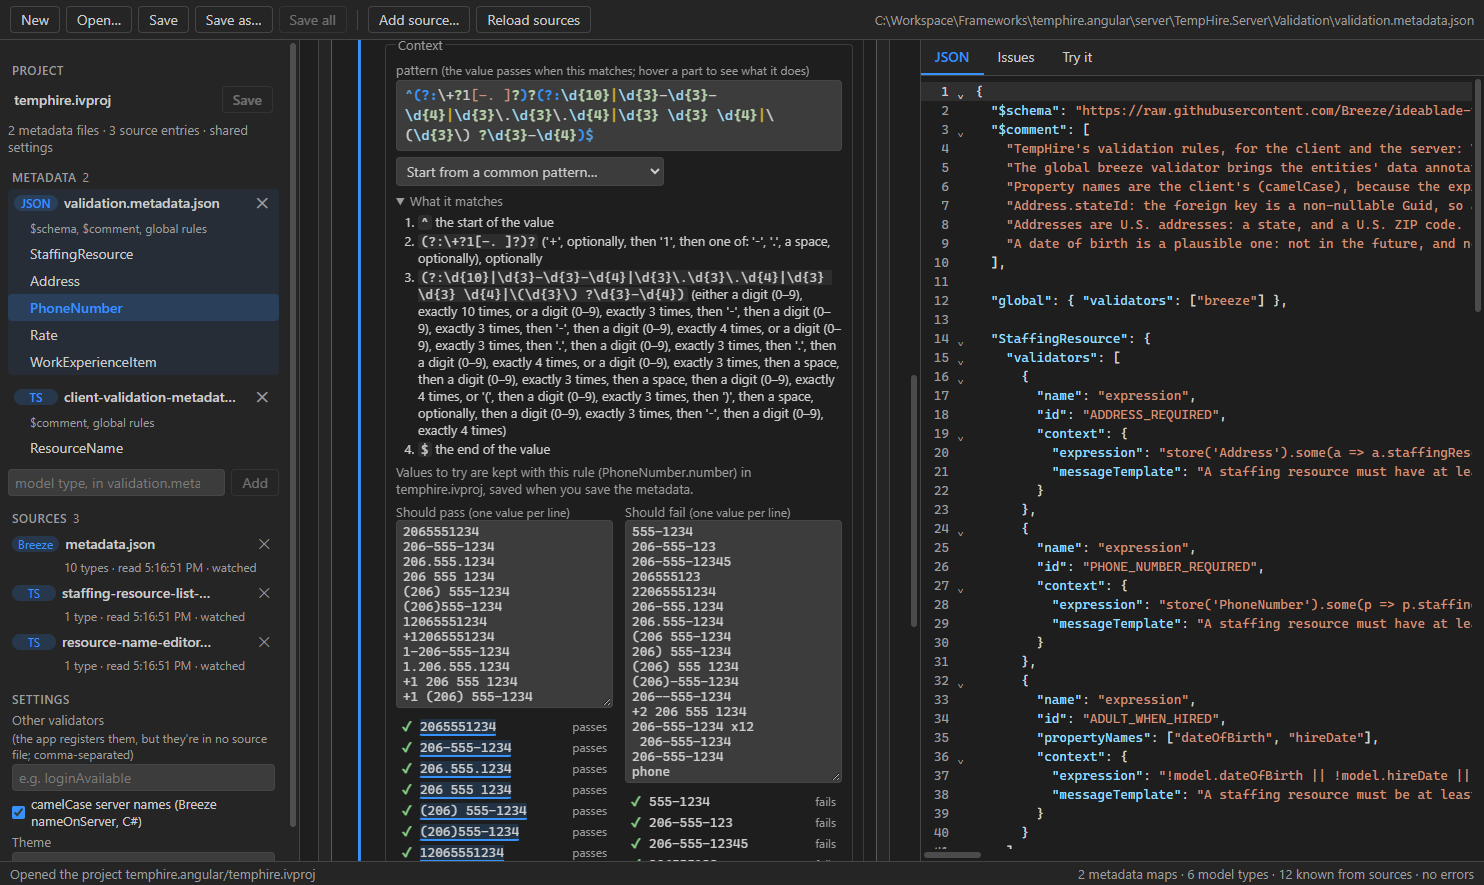 New Open... Save Save as... Save all Add source... Reload sources C:\Workspace\Frameworks\temphire.angular\server\TempHire.Server\Validation\validation.metadata.json
PROJECT
temphire.ivproj Save
2 metadata files · 3 source entries · shared
settings
METADATA 2
JSON validation.metadata.json
$schema, $comment, global rules
StaffingResource
Address
PhoneNumber
Rate
WorkExperienceItem
TS client-validation-metadat...
$comment, global rules
ResourceName
model type, in validation.meta Add
SOURCES 3
Breeze metadata.json
10 types · read 5:16:51 PM · watched
TS staffing-resource-list-...
1 type · read 5:16:51 PM · watched
TS resource-name-editor...
1 type · read 5:16:51 PM · watched
SETTINGS
Other validators
(the app registers them, but they're in no source
file; comma-separated)
e.g. loginAvailable
camelCase server names (Breeze
nameOnServer, C#)
Theme
Context
pattern (the value passes when this matches; hover a part to see what it does)
^(?:\+?1[-. ]?)?(?:\d{10}|\d{3}-\d{3}-
\d{4}|\d{3}\.\d{3}\.\d{4}|\d{3} \d{3} \d{4}|\
(\d{3}\) ?\d{3}-\d{4})$
Start from a common pattern...
What it matches
1. ^ the start of the value
2. (?:\+?1[-. ]?)? ('+', optionally, then '1', then one of: '-', '.', a space,
optionally), optionally
3. (?:\d{10}|\d{3}-\d{3}-\d{4}|\d{3}\.\d{3}\.\d{4}|\d{3}
\d{3} \d{4}|\(\d{3}\) ?\d{3}-\d{4}) (either a digit (0–9),
exactly 10 times, or a digit (0–9), exactly 3 times, then '-', then a digit (0–
9), exactly 3 times, then '-', then a digit (0–9), exactly 4 times, or a digit (0–
9), exactly 3 times, then '.', then a digit (0–9), exactly 3 times, then '.', then
a digit (0–9), exactly 4 times, or a digit (0–9), exactly 3 times, then a space,
then a digit (0–9), exactly 3 times, then a space, then a digit (0–9), exactly
4 times, or '(', then a digit (0–9), exactly 3 times, then ')', then a space,
optionally, then a digit (0–9), exactly 3 times, then '-', then a digit (0–9),
exactly 4 times)
4. $ the end of the value
Values to try are kept with this rule (PhoneNumber.number) in
temphire.ivproj, saved when you save the metadata.
Should pass (one value per line)
2065551234
206-555-1234
206.555.1234
206 555 1234
(206) 555-1234
(206)555-1234
12065551234
+12065551234
1-206-555-1234
1.206.555.1234
+1 206 555 1234
+1 (206) 555-1234
✓ 2065551234 passes
✓ 206-555-1234 passes
✓ 206.555.1234 passes
✓ 206 555 1234 passes
✓ (206) 555-1234 passes
✓ (206)555-1234 passes
✓ 12065551234 passes
Should fail (one value per line)
555-1234
206-555-123
206-555-12345
206555123
22065551234
206-555.1234
206.555-1234
(206 555-1234
206) 555-1234
(206) 555 1234
(206)-555-1234
206--555-1234
+2 206 555 1234
206-555-1234 x12
206-555-1234
206-555-1234
phone
✓ 555-1234 fails
✓ 206-555-123 fails
✓ 206-555-12345 fails
JSON Issues Try it
1 {
2 "$schema": "https://raw.githubusercontent.com/Breeze/ideablade-
3 "$comment": [
4 "TempHire's validation rules, for the client and the server:
5 "The global breeze validator brings the entities' data annota
6 "Property names are the client's (camelCase), because the exp
7 "Address.stateId: the foreign key is a non-nullable Guid, so
8 "Addresses are U.S. addresses: a state, and a U.S. ZIP code.
9 "A date of birth is a plausible one: not in the future, and n
10 ],
11
12 "global": { "validators": ["breeze"] },
13
14 "StaffingResource": {
15 "validators": [
16 {
17 "name": "expression",
18 "id": "ADDRESS_REQUIRED",
19 "context": {
20 "expression": "store('Address').some(a => a.staffingRes
21 "messageTemplate": "A staffing resource must have at lea
22 }
23 },
24 {
25 "name": "expression",
26 "id": "PHONE_NUMBER_REQUIRED",
27 "context": {
28 "expression": "store('PhoneNumber').some(p => p.staffin
29 "messageTemplate": "A staffing resource must have at lea
30 }
31 },
32 {
33 "name": "expression",
34 "id": "ADULT_WHEN_HIRED",
35 "propertyNames": ["dateOfBirth", "hireDate"],
36 "context": {
37 "expression": "!model.dateOfBirth || !model.hireDate ||
38 "messageTemplate": "A staffing resource must be at least
39 }
40 }
Opened the project temphire.angular/temphire.ivproj 2 metadata maps · 6 model types · 12 known from sources · no errors